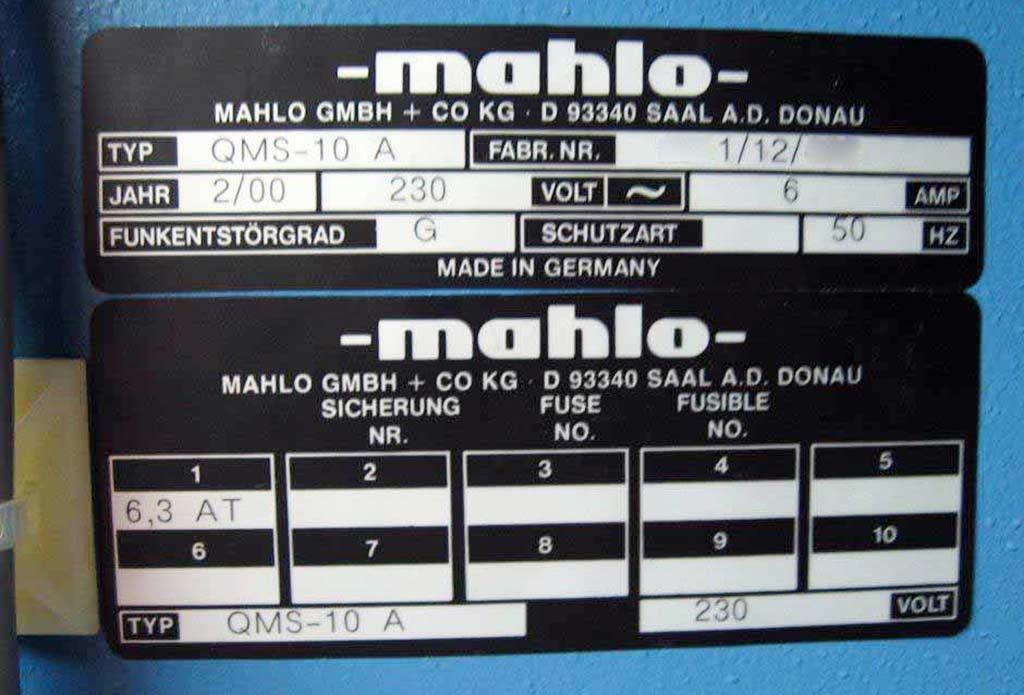 -mahlo-
MAHLO GMBH + CO KG · D 93340 SAAL A.D. DONAU
TYP QMS-10 A FABR.NR. 1/12/
JAHR 2/00 230 VOLT ~ 6 AMP
FUNKENTSTÖRGRAD G SCHUTZART 50 HZ
MADE IN GERMANY
-mahlo-
MAHLO GMBH + CO KG · D 93340 SAAL A.D. DONAU
SICHERUNG FUSE FUSIBLE
NR. NO. NO.
1 2 3 4 5
6,3 AT
6 7 8 9 10
TYP QMS-10 A 230 VOLT